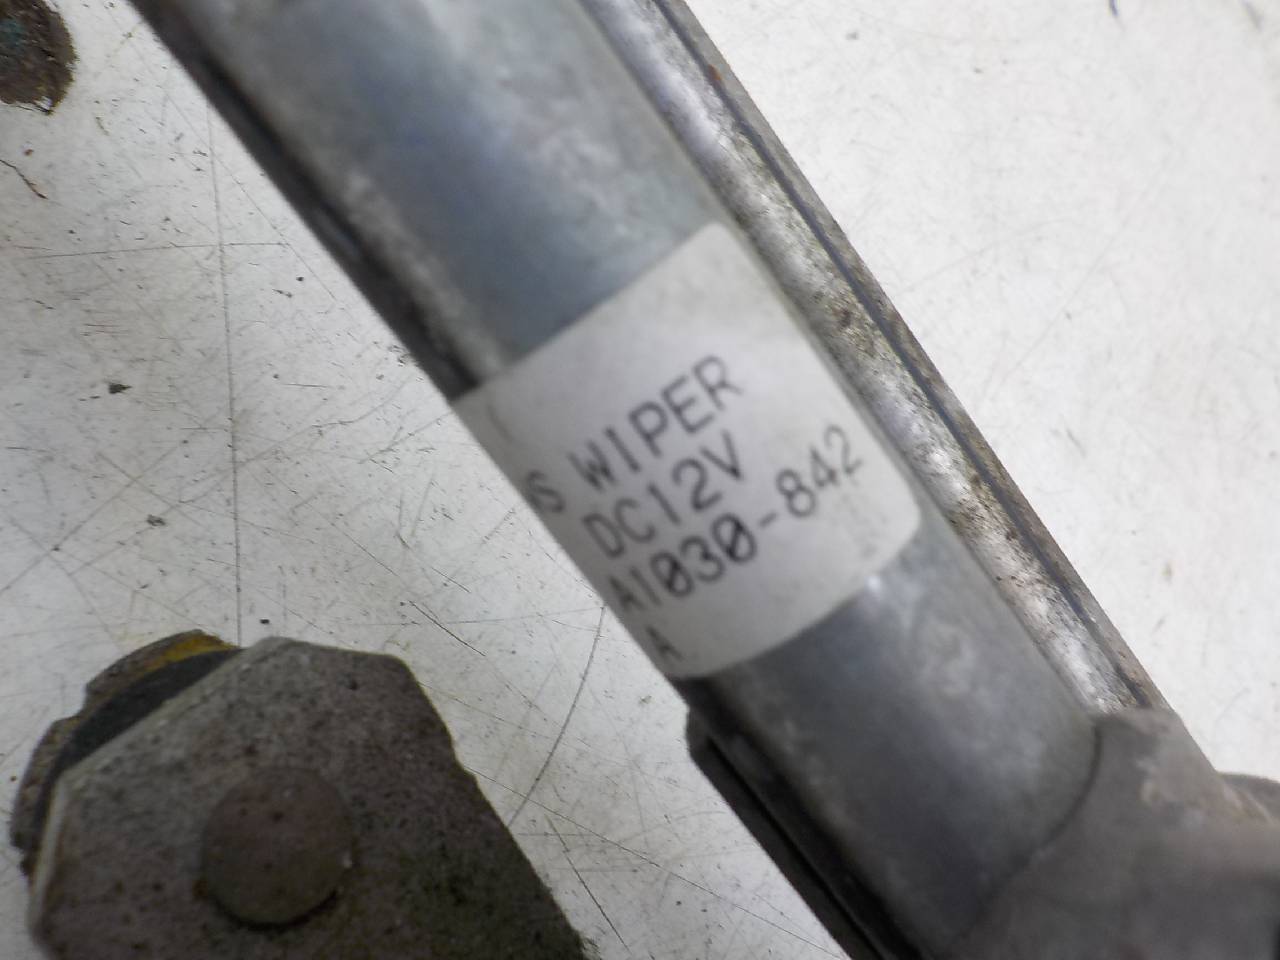 S WIPER
DC12V
A1030-842
A